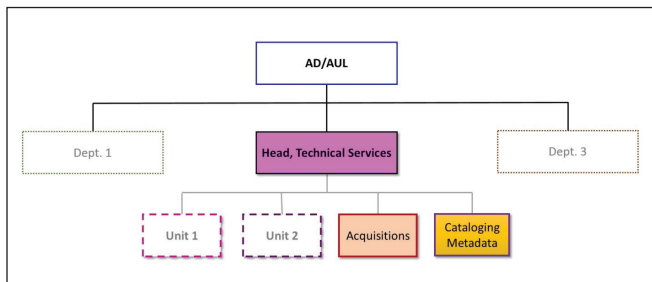 AD/AUL
Dept. 1
Head, Technical Services
Dept. 3
Unit 1
Unit 2
Acquisitions
Cataloging
Metadata